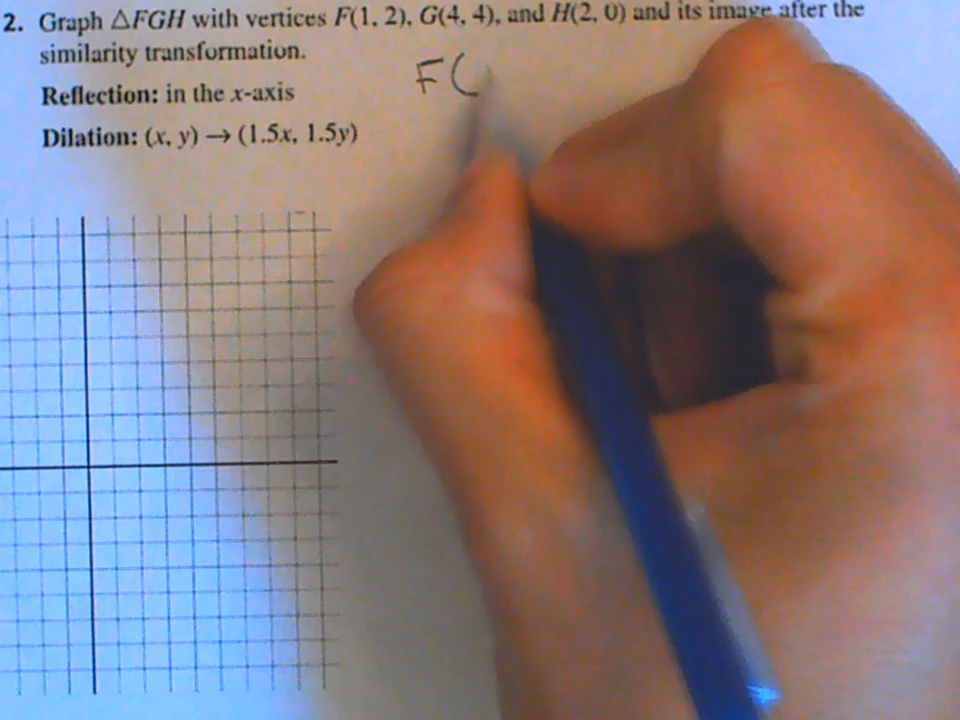 2. Graph △FGH with vertices F(1, 2), G(4, 4), and H(2, 0) and its image after the
similarity transformation.
F(
Reflection: in the x-axis
Dilation: (x, y) → (1.5x, 1.5y)